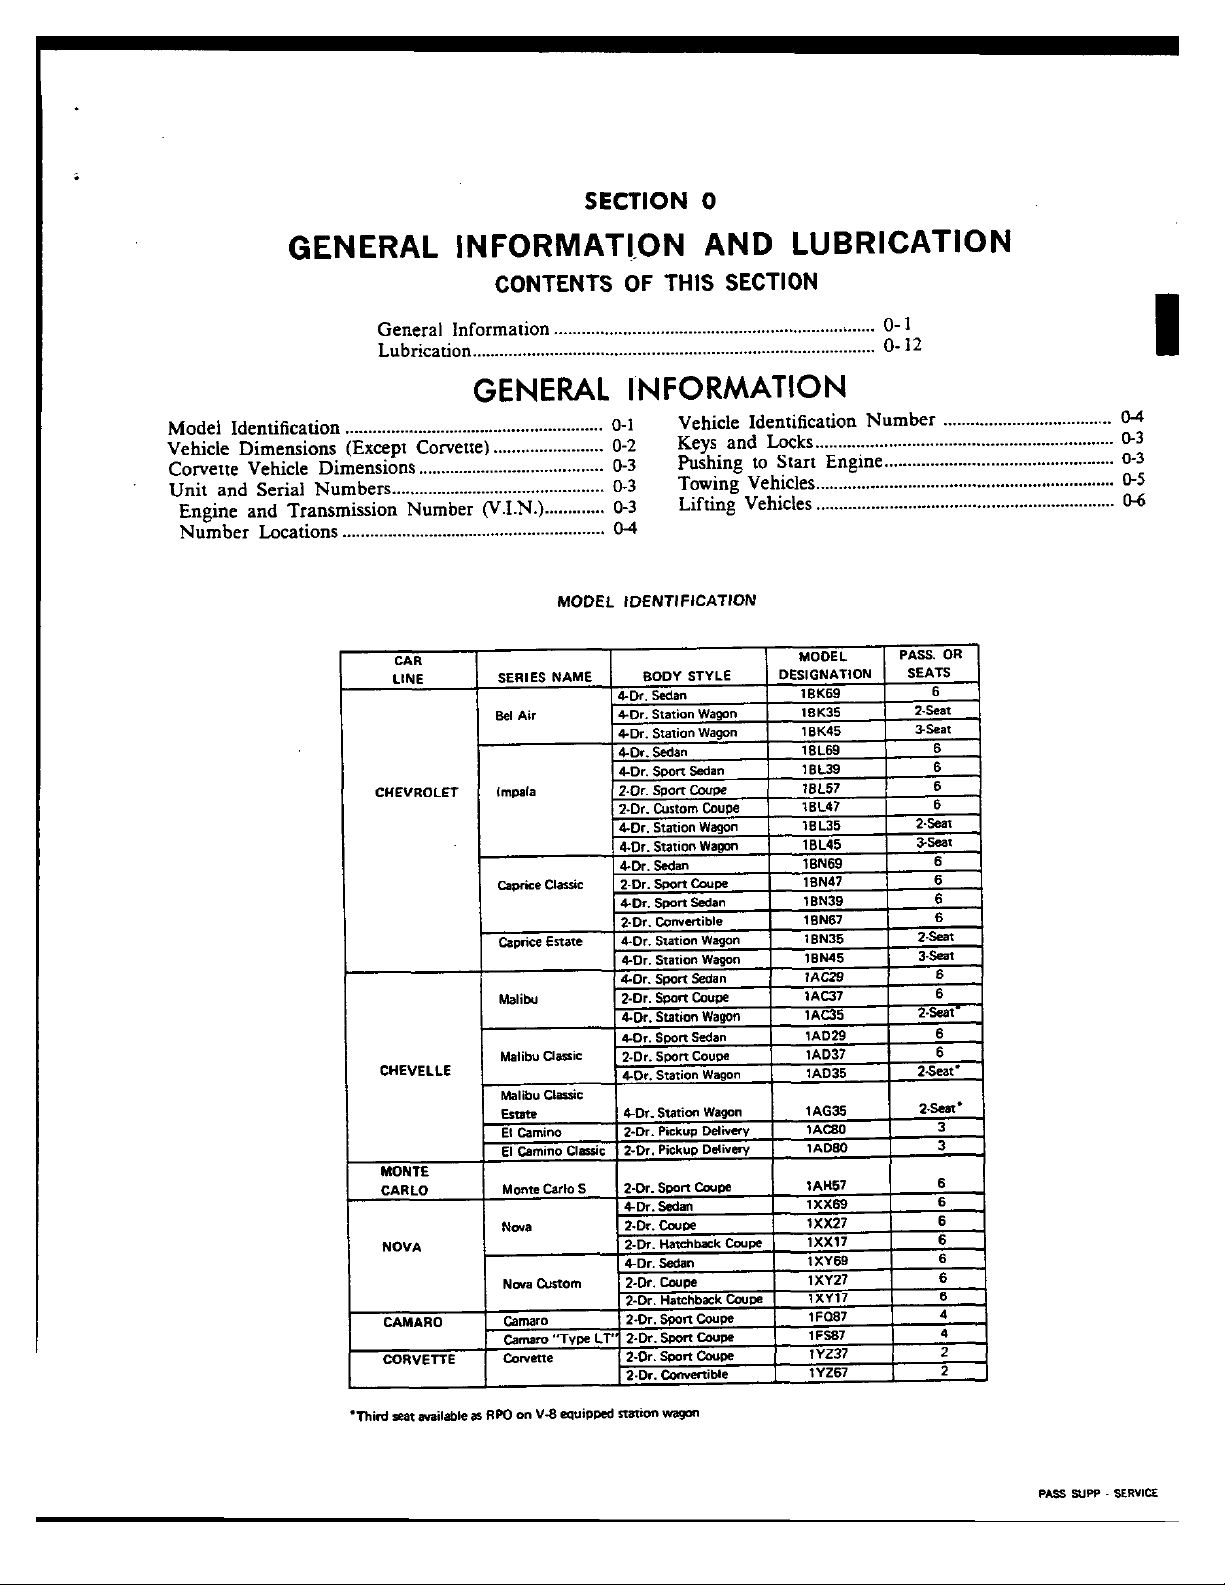 SECTION 0
GENERAL INFORMATION AND LUBRICATION
CONTENTS OF THIS SECTION
General Information ........ 0-1
Lubrication ........ 0-12
GENERAL INFORMATION
Model Identification ........ 0-1
Vehicle Dimensions (Except Corvette) ........ 0-2
Corvette Vehicle Dimensions ........ 0-3
Unit and Serial Numbers ........ 0-3
Engine and Transmission Number (V.I.N.) ........ 0-3
Number Locations ........ 0-4
Vehicle Identification Number ........ 0-4
Keys and Locks ........ 0-3
Pushing to Start Engine ........ 0-3
Towing Vehicles ........ 0-5
Lifting Vehicles ........ 0-6
MODEL IDENTIFICATION
CAR LINE SERIES NAME BODY STYLE MODEL DESIGNATION PASS. OR SEATS
4-Dr. Sedan 1BK69 6
Bel Air 4-Dr. Station Wagon 1BK35 2-Seat
4-Dr. Station Wagon 1BK45 3-Seat
4-Dr. Sedan 1BL69 6
4-Dr. Sport Sedan 1BL39 6
CHEVROLET Impala 2-Dr. Sport Coupe 1BL57 6
2-Dr. Custom Coupe 1BL47 6
4-Dr. Station Wagon 1BL35 2-Seat
4-Dr. Station Wagon 1BL45 3-Seat
4-Dr. Sedan 1BN69 6
Caprice Classic 2-Dr. Sport Coupe 1BN47 6
4-Dr. Sport Sedan 1BN39 6
2-Dr. Convertible 1BN67 6
Caprice Estate 4-Dr. Station Wagon 1BN35 2-Seat
4-Dr. Station Wagon 1BN45 3-Seat
4-Dr. Sport Sedan 1AC29 6
Malibu 2-Dr. Sport Coupe 1AC37 6
4-Dr. Station Wagon 1AC35 2-Seat*
4-Dr. Sport Sedan 1AD29 6
Malibu Classic 2-Dr. Sport Coupe 1AD37 6
CHEVELLE 4-Dr. Station Wagon 1AD35 2-Seat*
Malibu Classic
Estate 4-Dr. Station Wagon 1AG35 2-Seat*
El Camino 2-Dr. Pickup Delivery 1AC80 3
El Camino Classic 2-Dr. Pickup Delivery 1AD80 3
MONTE
CARLO Monte Carlo S 2-Dr. Sport Coupe 1AH57 6
4-Dr. Sedan 1XX69 6
Nova 2-Dr. Coupe 1XX27 6
NOVA 2-Dr. Hatchback Coupe 1XX17 6
4-Dr. Sedan 1XY69 6
Nova Custom 2-Dr. Coupe 1XY27 6
2-Dr. Hatchback Coupe 1XY17 6
CAMARO Camaro 2-Dr. Sport Coupe 1FQ87 4
Camaro "Type LT" 2-Dr. Sport Coupe 1FS87 4
CORVETTE Corvette 2-Dr. Sport Coupe 1YZ37 2
2-Dr. Convertible 1YZ67 2
*Third seat available as RPO on V-8 equipped station wagon
PASS SUPP - SERVICE